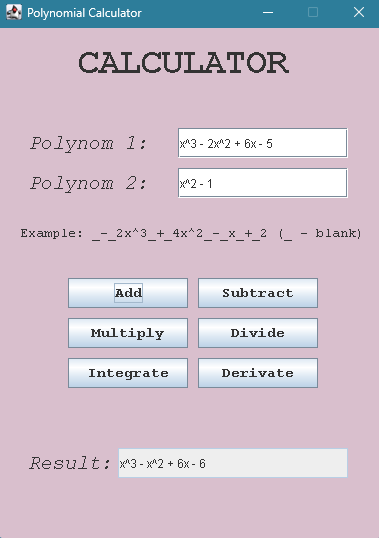 Polynomial Calculator
CALCULATOR
Polynom 1: x^3 - 2x^2 + 6x - 5
Polynom 2: x^2 - 1
Example: _-_2x^3_+_4x^2_-_x_+_2 (_ - blank)
Add Subtract
Multiply Divide
Integrate Derivate
Result: x^3 - x^2 + 6x - 6